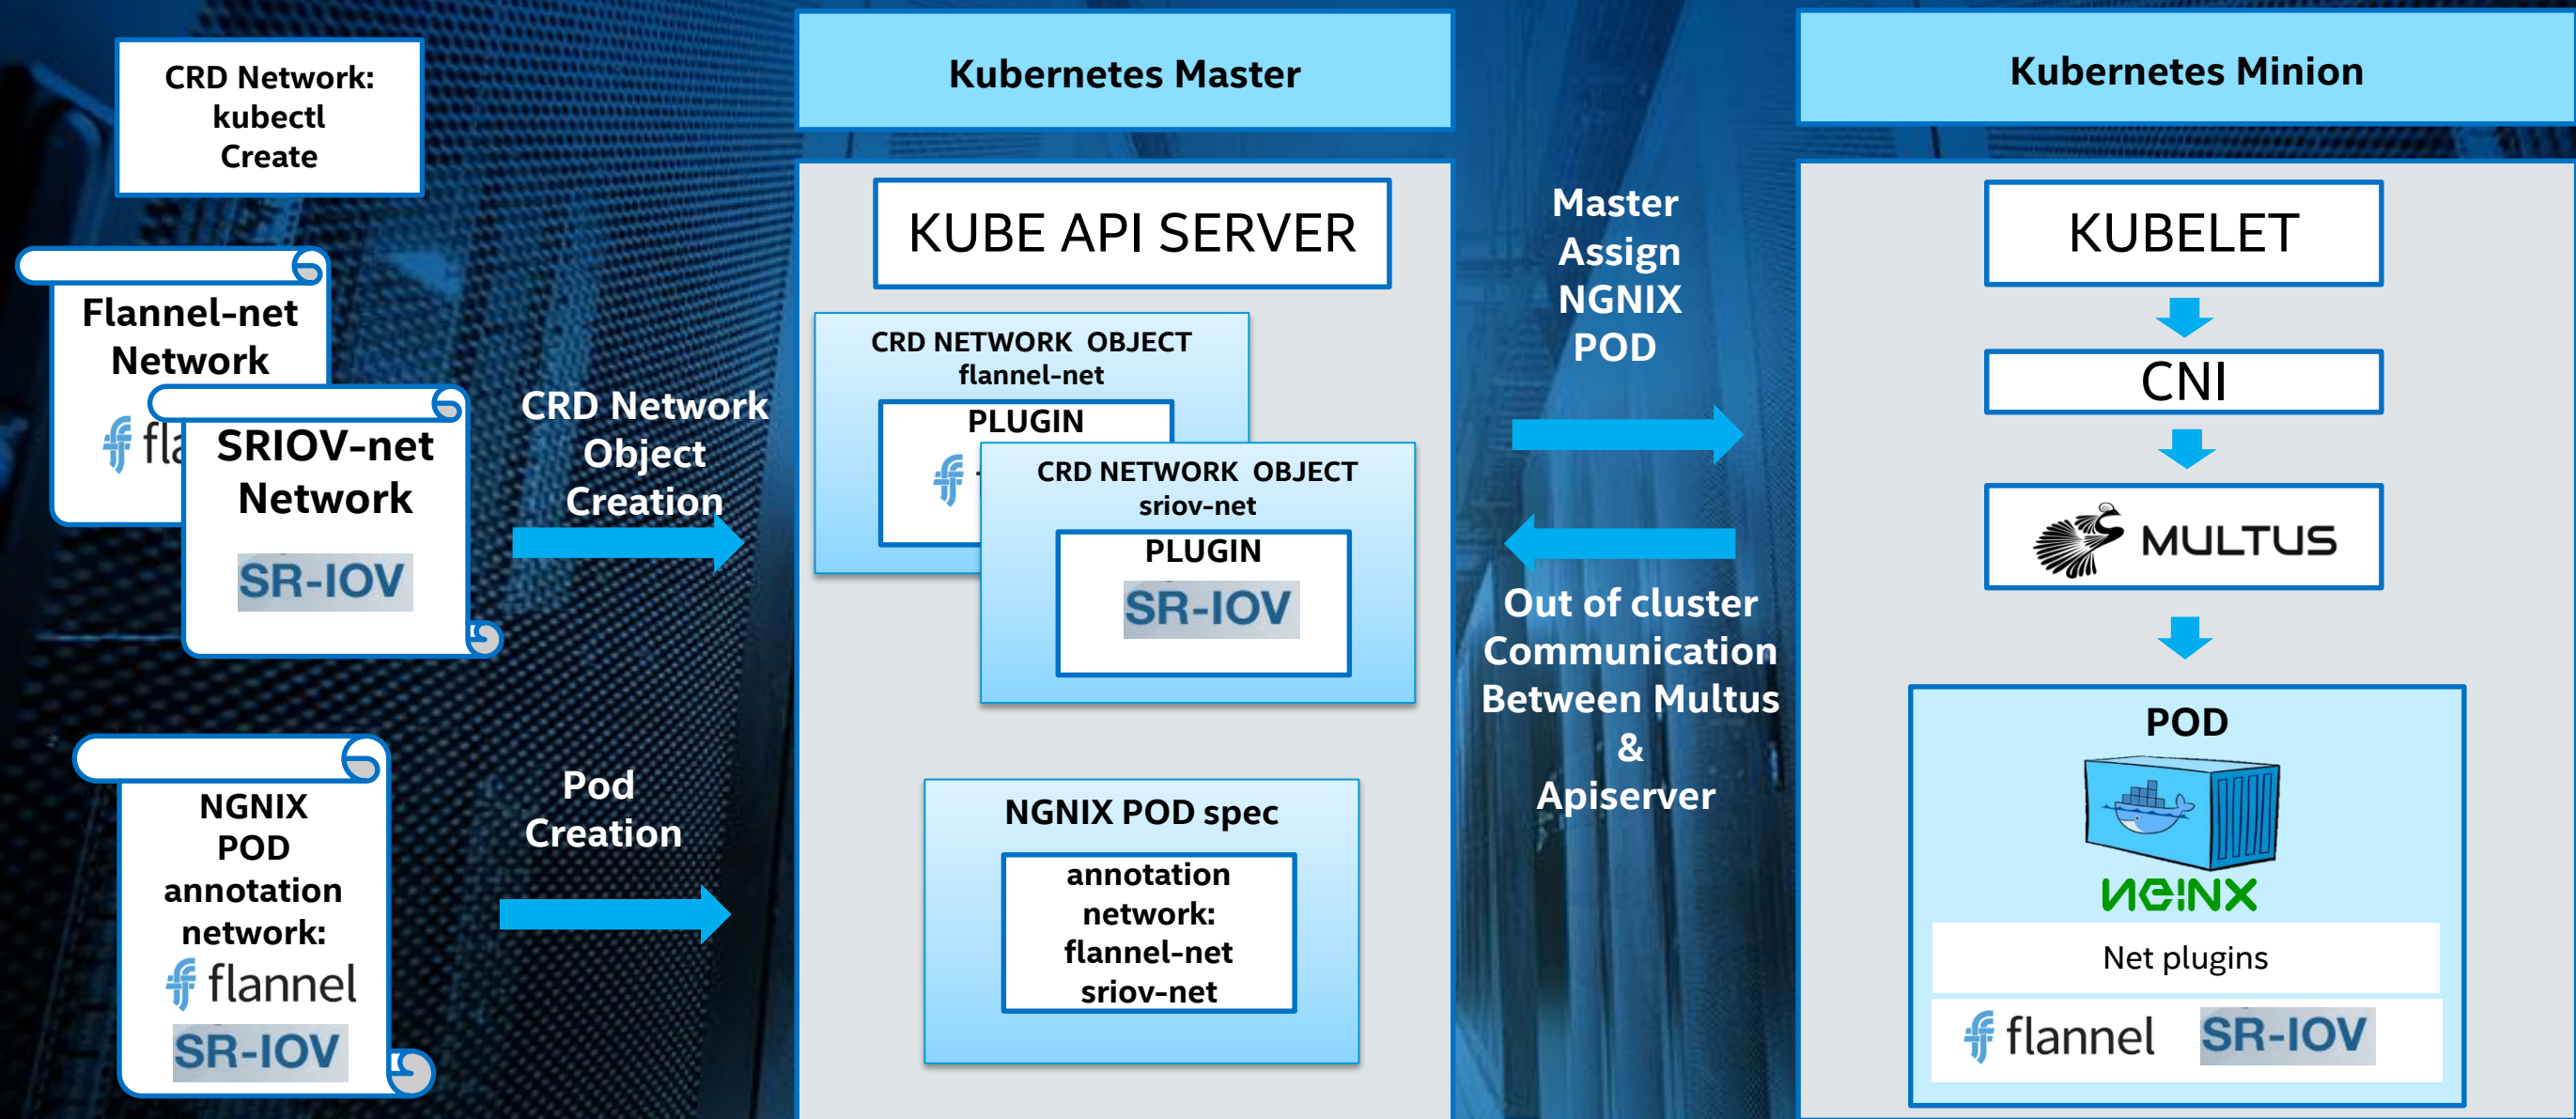 CRD Network:
kubectl
Create
Flannel-net
Network
fla
SRIOV-net
Network
SR-IOV
NGNIX
POD
annotation
network:
flannel
SR-IOV
CRD Network
Object
Creation
Pod
Creation
Kubernetes Master
KUBE API SERVER
CRD NETWORK OBJECT
flannel-net
PLUGIN
CRD NETWORK OBJECT
sriov-net
PLUGIN
SR-IOV
NGNIX POD spec
annotation
network:
flannel-net
sriov-net
Master
Assign
NGNIX
POD
Out of cluster
Communication
Between Multus
&
Apiserver
Kubernetes Minion
KUBELET
CNI
MULTUS
POD
NGINX
Net plugins
flannel SR-IOV